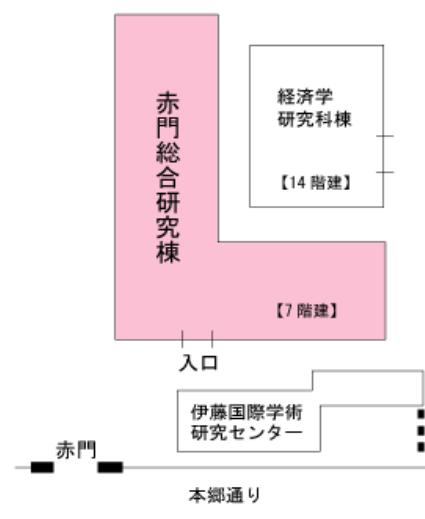 赤門総合研究棟
経済学
研究科棟
【14階建】
【7階建】
入口
伊藤国際学術
研究センター
赤門
本郷通り